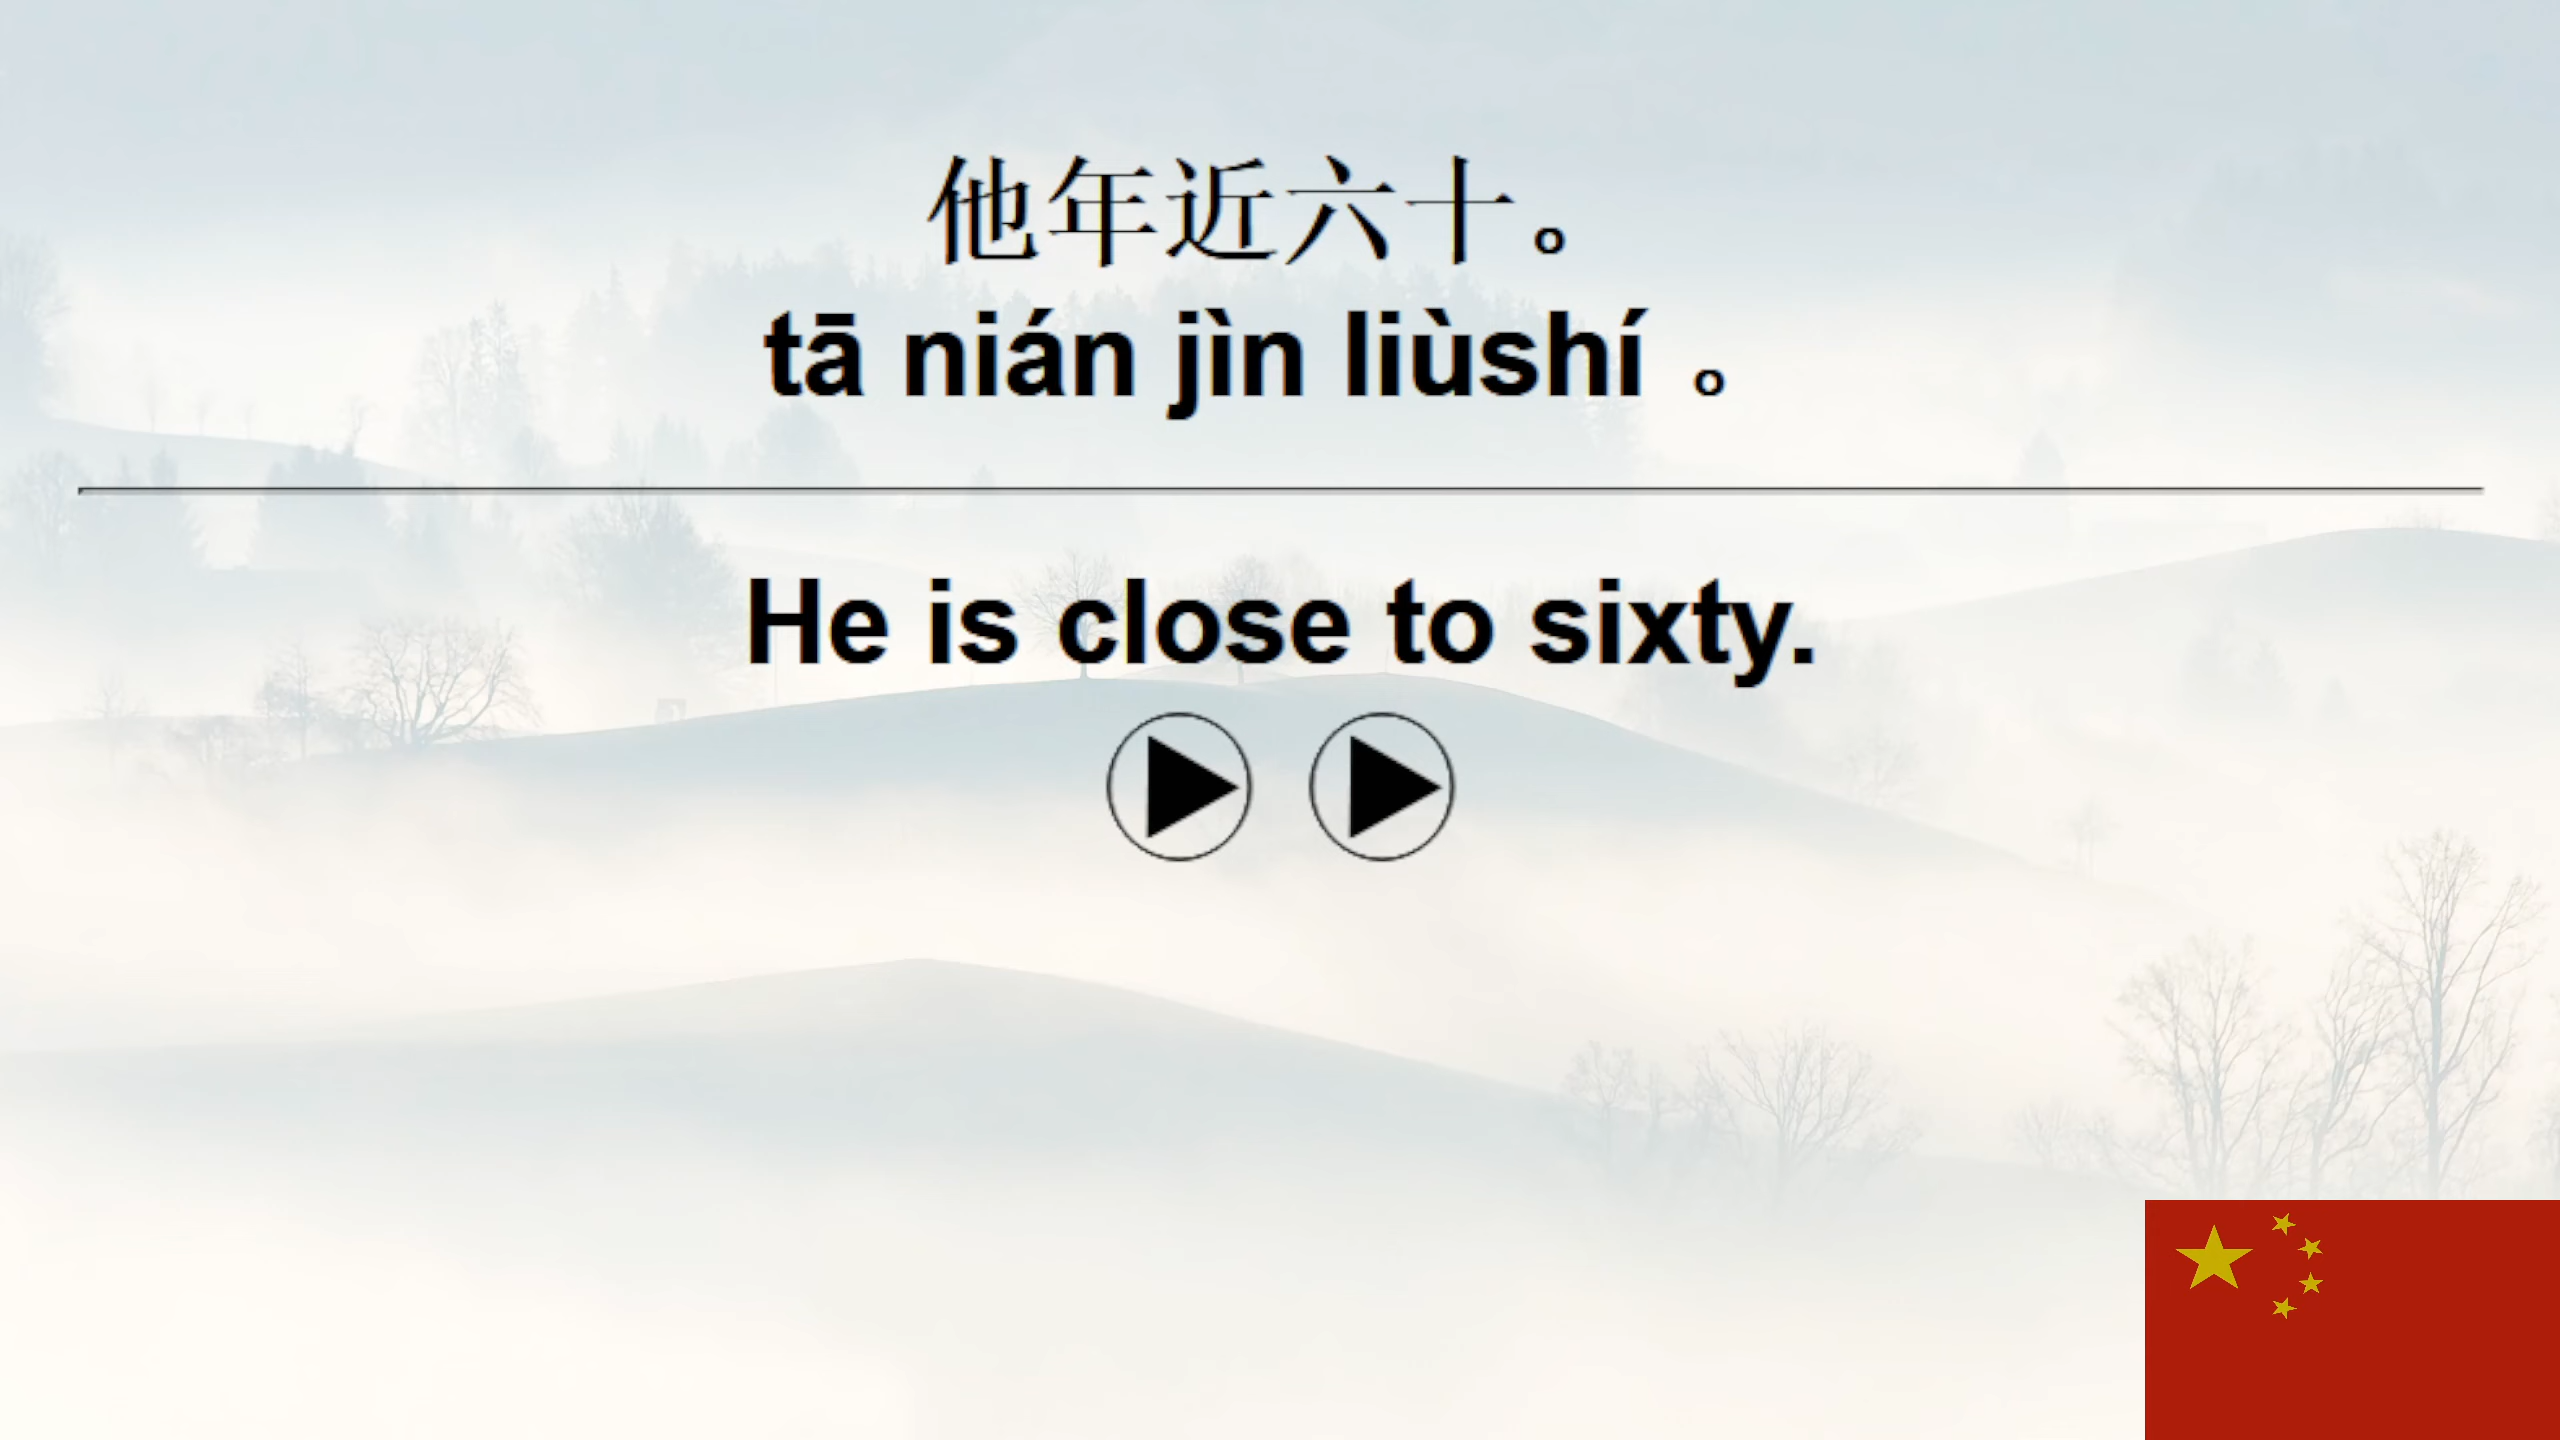 他年近六十。
tā nián jìn liùshí 。
He is close to sixty.